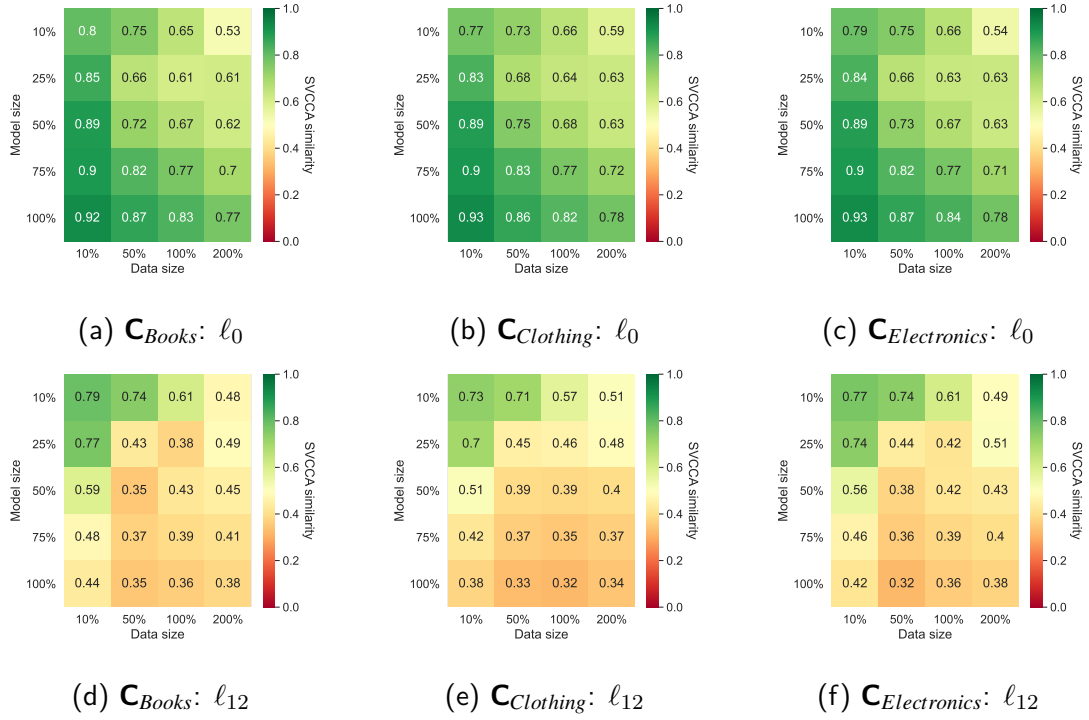 10% 0.8 0.75 0.65 0.53
25% 0.85 0.66 0.61 0.61
50% 0.89 0.72 0.67 0.62
75% 0.9 0.82 0.77 0.7
100% 0.92 0.87 0.83 0.77
10% 50% 100% 200%
Data size
Model size
1.0
0.8
0.6
0.4
0.2
0.0
SVCCA similarity
(a) C_Books: ℓ0
10% 0.77 0.73 0.66 0.59
25% 0.83 0.68 0.64 0.63
50% 0.89 0.75 0.68 0.63
75% 0.9 0.83 0.77 0.72
100% 0.93 0.86 0.82 0.78
10% 50% 100% 200%
Data size
Model size
1.0
0.8
0.6
0.4
0.2
0.0
SVCCA similarity
(b) C_Clothing: ℓ0
10% 0.79 0.75 0.66 0.54
25% 0.84 0.66 0.63 0.63
50% 0.89 0.73 0.67 0.63
75% 0.9 0.82 0.77 0.71
100% 0.93 0.87 0.84 0.78
10% 50% 100% 200%
Data size
Model size
1.0
0.8
0.6
0.4
0.2
0.0
SVCCA similarity
(c) C_Electronics: ℓ0
10% 0.79 0.74 0.61 0.48
25% 0.77 0.43 0.38 0.49
50% 0.59 0.35 0.43 0.45
75% 0.48 0.37 0.39 0.41
100% 0.44 0.35 0.36 0.38
10% 50% 100% 200%
Data size
Model size
1.0
0.8
0.6
0.4
0.2
0.0
SVCCA similarity
(d) C_Books: ℓ12
10% 0.73 0.71 0.57 0.51
25% 0.7 0.45 0.46 0.48
50% 0.51 0.39 0.39 0.4
75% 0.42 0.37 0.35 0.37
100% 0.38 0.33 0.32 0.34
10% 50% 100% 200%
Data size
Model size
1.0
0.8
0.6
0.4
0.2
0.0
SVCCA similarity
(e) C_Clothing: ℓ12
10% 0.77 0.74 0.61 0.49
25% 0.74 0.44 0.42 0.51
50% 0.56 0.38 0.42 0.43
75% 0.46 0.36 0.39 0.4
100% 0.42 0.32 0.36 0.38
10% 50% 100% 200%
Data size
Model size
1.0
0.8
0.6
0.4
0.2
0.0
SVCCA similarity
(f) C_Electronics: ℓ12